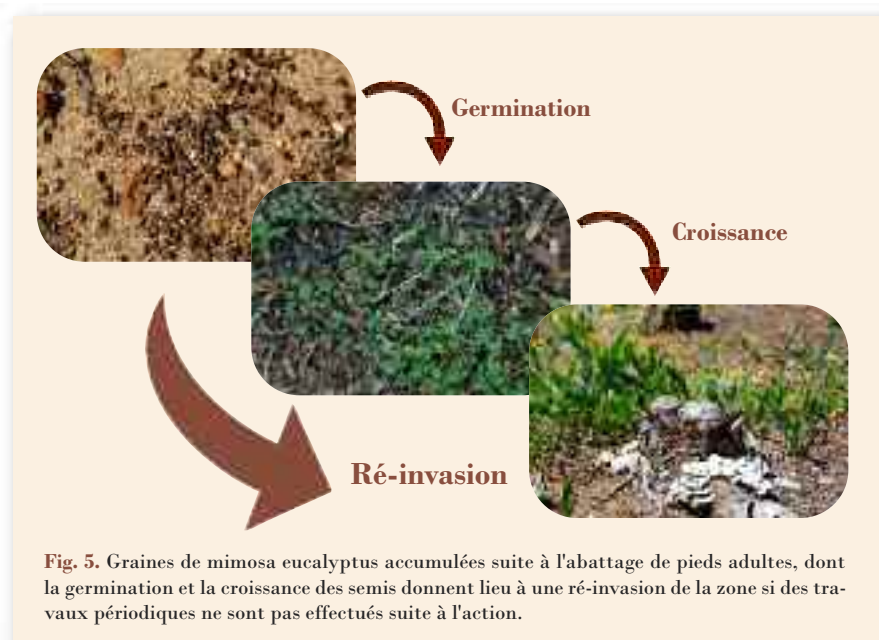 Germination
Croissance
Ré-invasion
Fig. 5. Graines de mimosa eucalyptus accumulées suite à l'abattage de pieds adultes, dont
la germination et la croissance des semis donnent lieu à une ré-invasion de la zone si des tra-
vaux périodiques ne sont pas effectués suite à l'action.